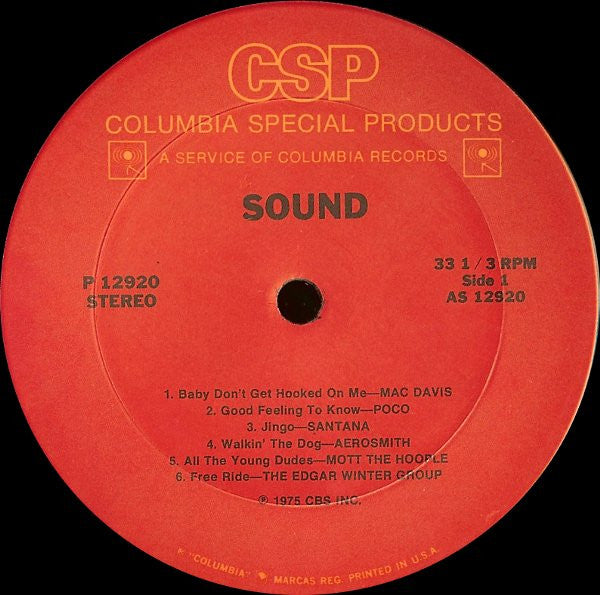 CSP
COLUMBIA SPECIAL PRODUCTS
A SERVICE OF COLUMBIA RECORDS
SOUND
P 12920
STEREO
33 1/3 RPM
Side 1
AS 12920
1. Baby Don't Get Hooked On Me—MAC DAVIS
2. Good Feeling To Know—POCO
3. Jingo—SANTANA
4. Walkin' The Dog—AEROSMITH
5. All The Young Dudes—MOTT THE HOOPLE
6. Free Ride—THE EDGAR WINTER GROUP
℗ 1975 CBS INC.
"COLUMBIA" MARCAS REG. PRINTED IN U.S.A.